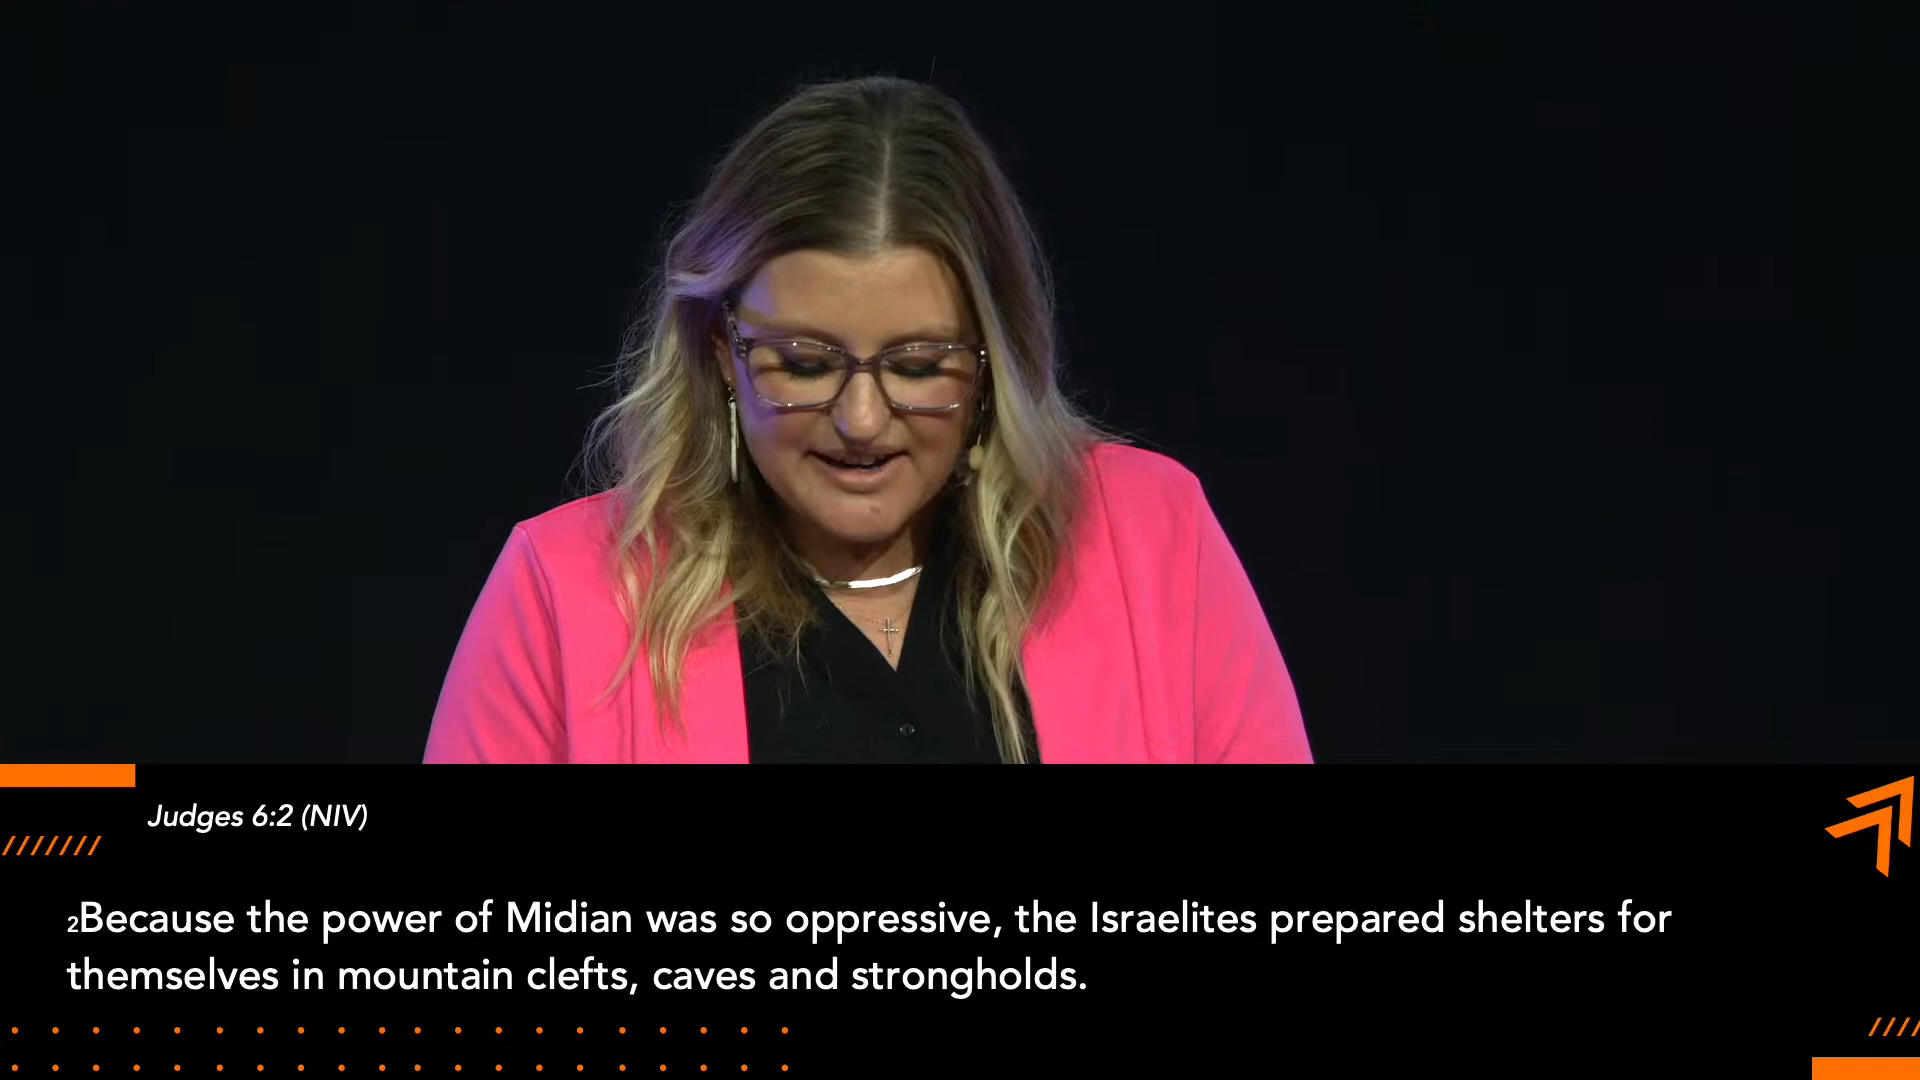 Judges 6:2 (NIV)
2Because the power of Midian was so oppressive, the Israelites prepared shelters for
themselves in mountain clefts, caves and strongholds.